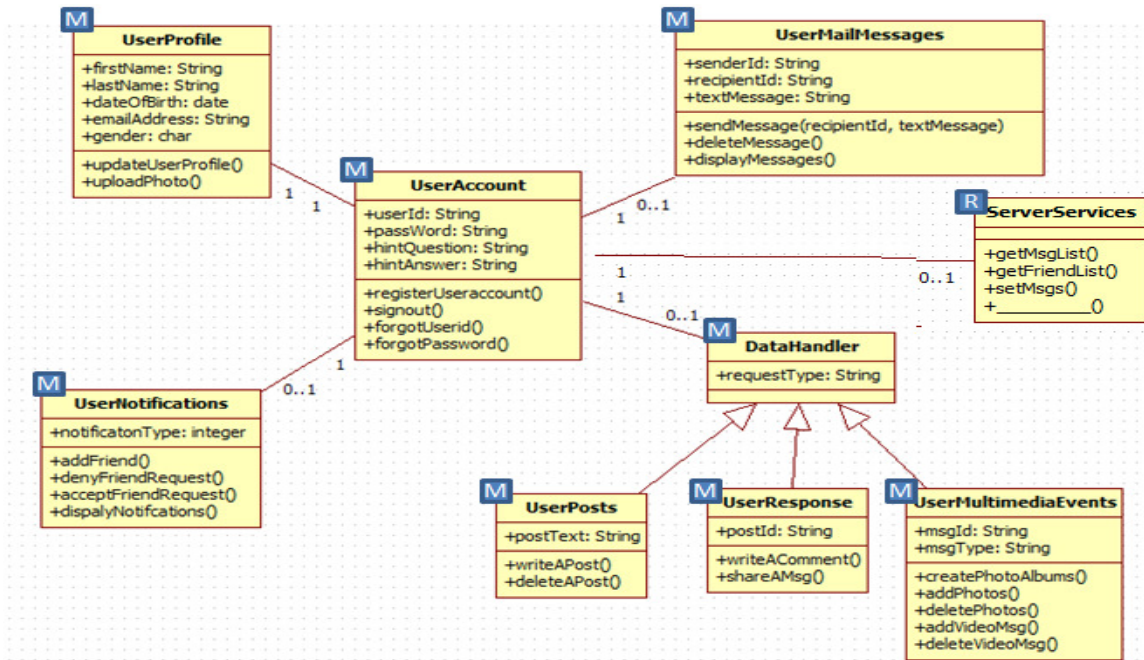 M
UserProfile
+firstName: String
+lastName: String
+dateOfBirth: date
+emailAddress: String
+gender: char
+updateUserProfile()
+uploadPhoto()
1
1
M
UserMailMessages
+senderId: String
+recipientId: String
+textMessage: String
+sendMessage(recipientId, textMessage)
+deleteMessage()
+displayMessages()
0..1
1
M
UserAccount
+userId: String
+passWord: String
+hintQuestion: String
+hintAnswer: String
+registerUseraccount()
+signout()
+forgotUserid()
+forgotPassword()
R
ServerServices
+getMsgList()
+getFriendList()
+setMsgs()
+__________()
1
0..1
1
0..1
M
DataHandler
+requestType: String
1
0..1
M
UserNotifications
+notificatonType: integer
+addFriend()
+denyFriendRequest()
+acceptFriendRequest()
+dispalyNotifcations()
M
UserPosts
+postText: String
+writeAPost()
+deleteAPost()
M
UserResponse
+postId: String
+writeAComment()
+shareAMsg()
M
UserMultimediaEvents
+msgId: String
+msgType: String
+createPhotoAlbums()
+addPhotos()
+deletePhotos()
+addVideoMsg()
+deleteVideoMsg()